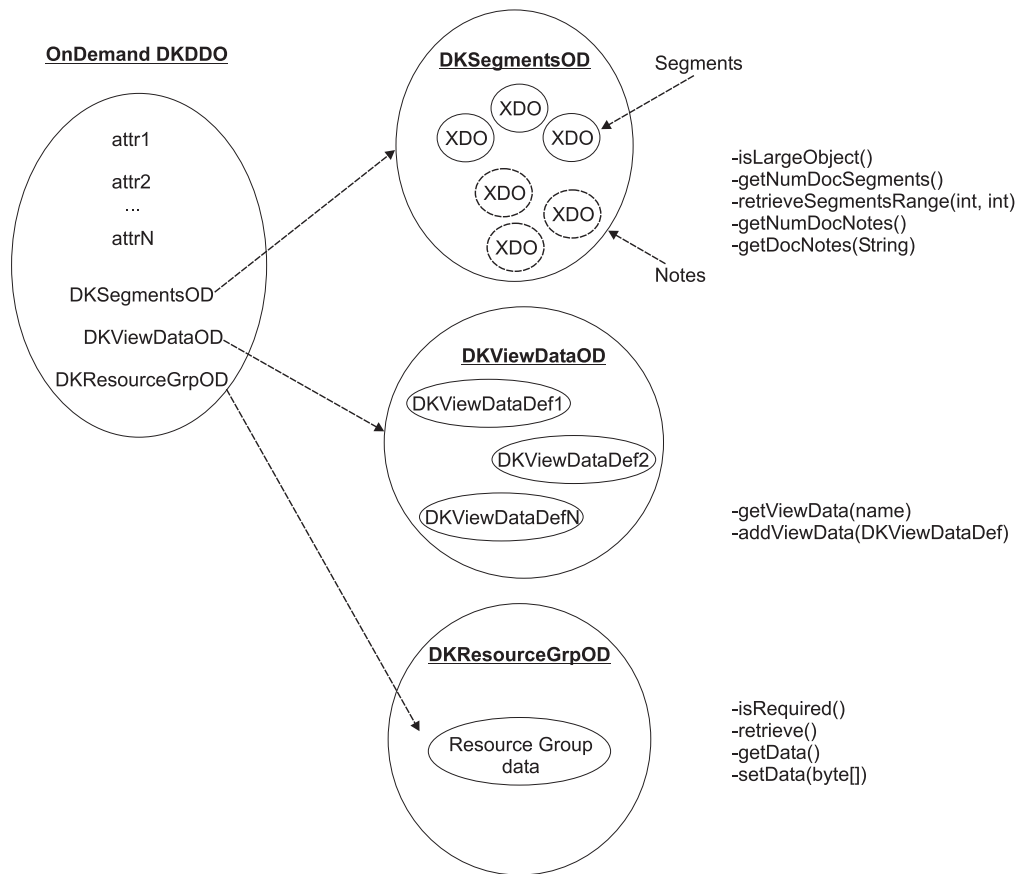 OnDemand DKDDO
attr1
attr2
...
attrN
DKSegmentsOD
DKViewDataOD
DKResourceGrpOD
DKSegmentsOD
XDO
XDO
XDO
XDO
XDO
XDO
Segments
Notes
-isLargeObject()
-getNumDocSegments()
-retrieveSegmentsRange(int, int)
-getNumDocNotes()
-getDocNotes(String)
DKViewDataOD
DKViewDataDef1
DKViewDataDef2
DKViewDataDefN
-getViewData(name)
-addViewData(DKViewDataDef)
DKResourceGrpOD
Resource Group
data
-isRequired()
-retrieve()
-getData()
-setData(byte[])